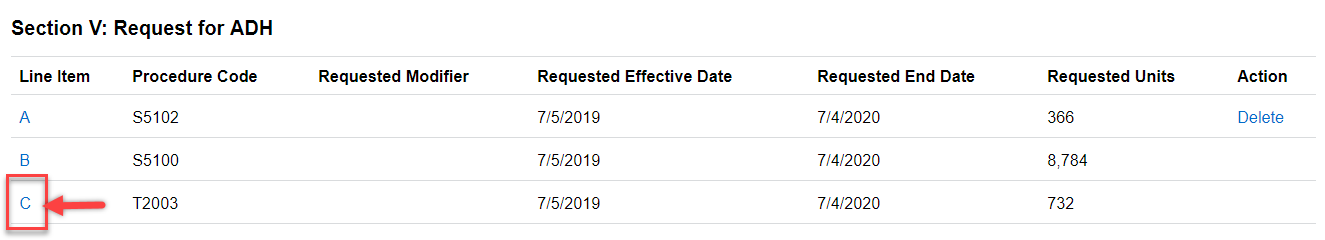 Section V: Request for ADH
Line Item Procedure Code Requested Modifier Requested Effective Date Requested End Date Requested Units Action
A S5102 7/5/2019 7/4/2020 366 Delete
B S5100 7/5/2019 7/4/2020 8,784
C T2003 7/5/2019 7/4/2020 732